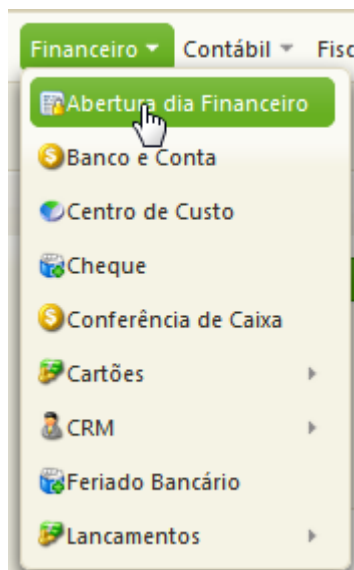 Financeiro Contábil Fisc
Abertura dia Financeiro
Banco e Conta
Centro de Custo
Cheque
Conferência de Caixa
Cartões
CRM
Feriado Bancário
Lancamentos